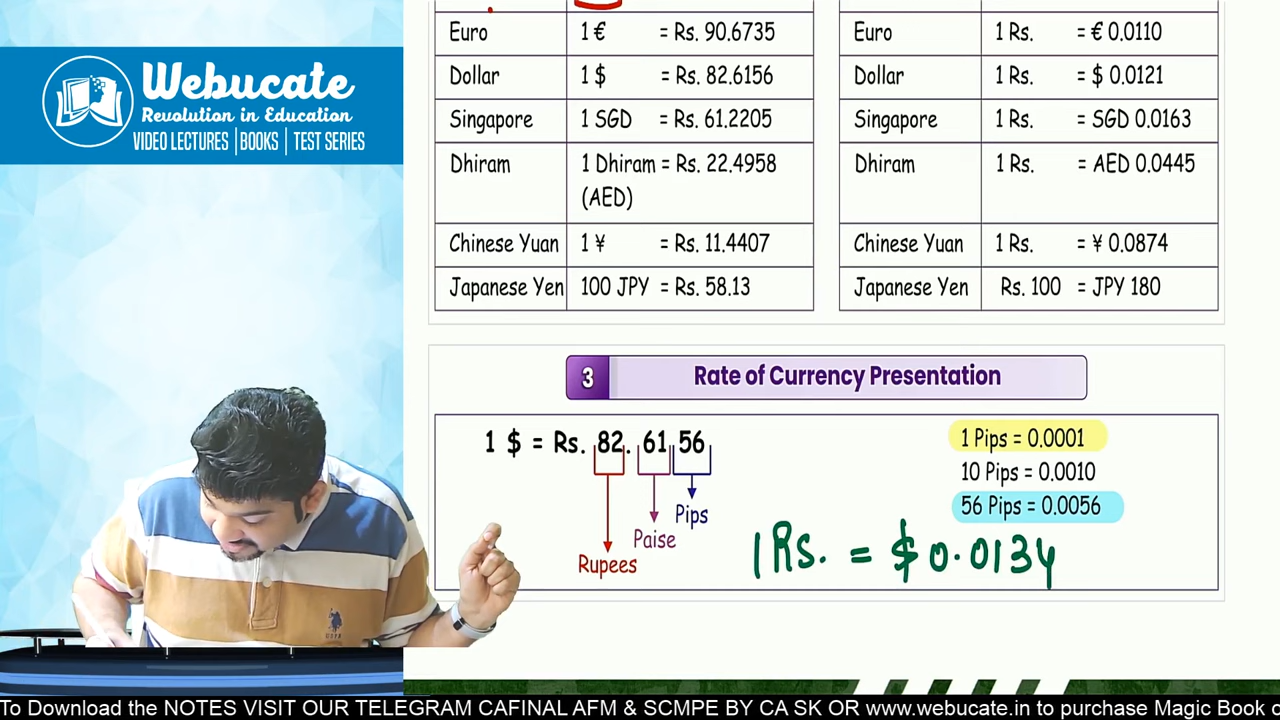 Webucate
Revolution in Education
VIDEO LECTURES | BOOKS | TEST SERIES
Euro 1 € = Rs. 90.6735
Dollar 1 $ = Rs. 82.6156
Singapore 1 SGD = Rs. 61.2205
Dhiram 1 Dhiram = Rs. 22.4958
(AED)
Chinese Yuan 1 ¥ = Rs. 11.4407
Japanese Yen 100 JPY = Rs. 58.13
Euro 1 Rs. = € 0.0110
Dollar 1 Rs. = $ 0.0121
Singapore 1 Rs. = SGD 0.0163
Dhiram 1 Rs. = AED 0.0445
Chinese Yuan 1 Rs. = ¥ 0.0874
Japanese Yen Rs. 100 = JPY 180
3 Rate of Currency Presentation
1 $ = Rs. 82. 61 56
Pips
Paise
Rupees
1 Pips = 0.0001
10 Pips = 0.0010
56 Pips = 0.0056
1 Rs. = $ 0.0134
To Download the NOTES VISIT OUR TELEGRAM CAFINAL AFM & SCMPE BY CA SK OR www.webucate.in to purchase Magic Book o